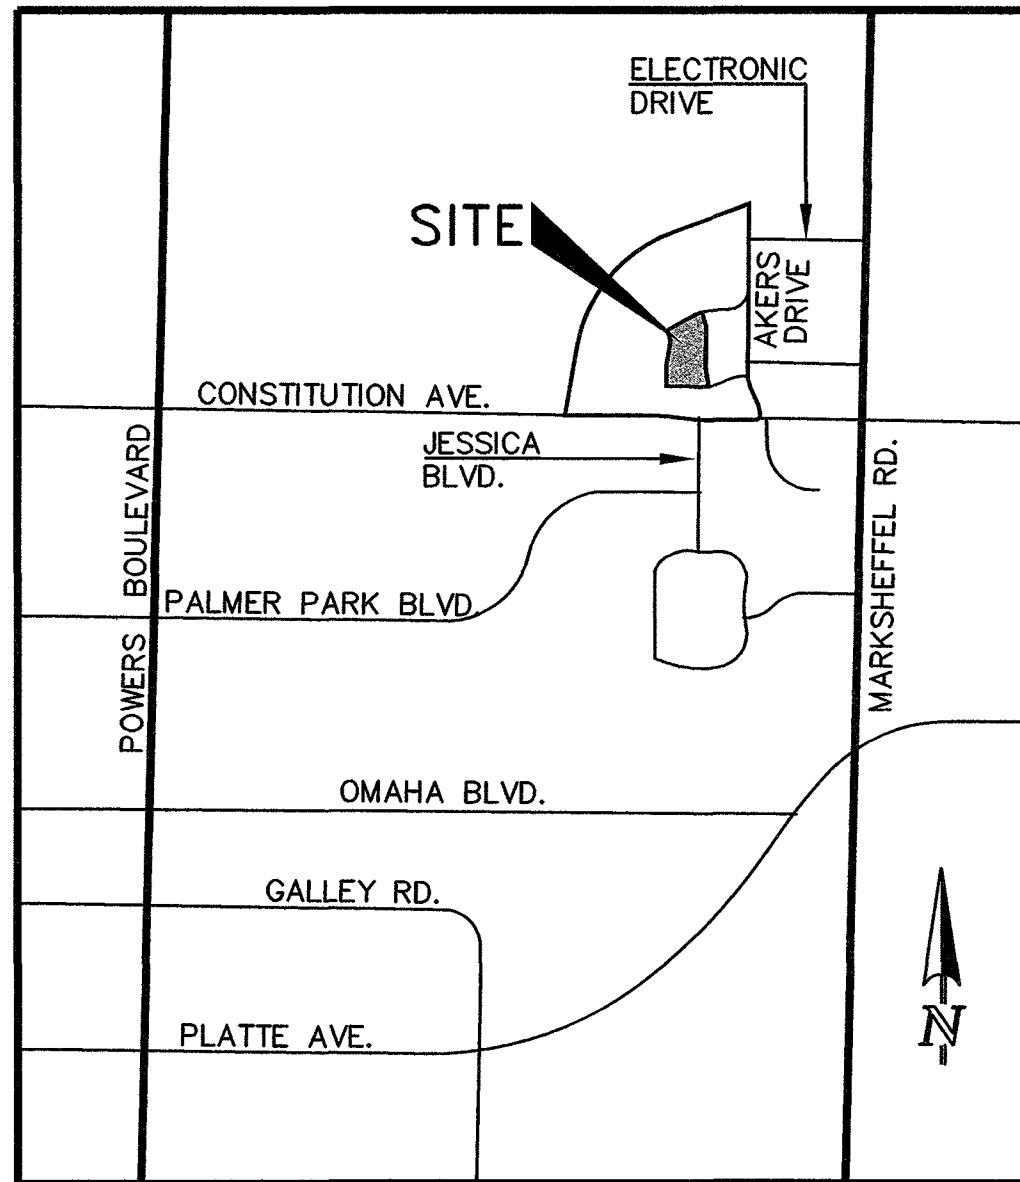 ELECTRONIC
DRIVE
SITE
AKERS
DRIVE
CONSTITUTION AVE.
JESSICA
BLVD.
POWERS BOULEVARD
PALMER PARK BLVD.
MARKSHEFFEL RD.
OMAHA BLVD.
GALLEY RD.
PLATTE AVE.
N